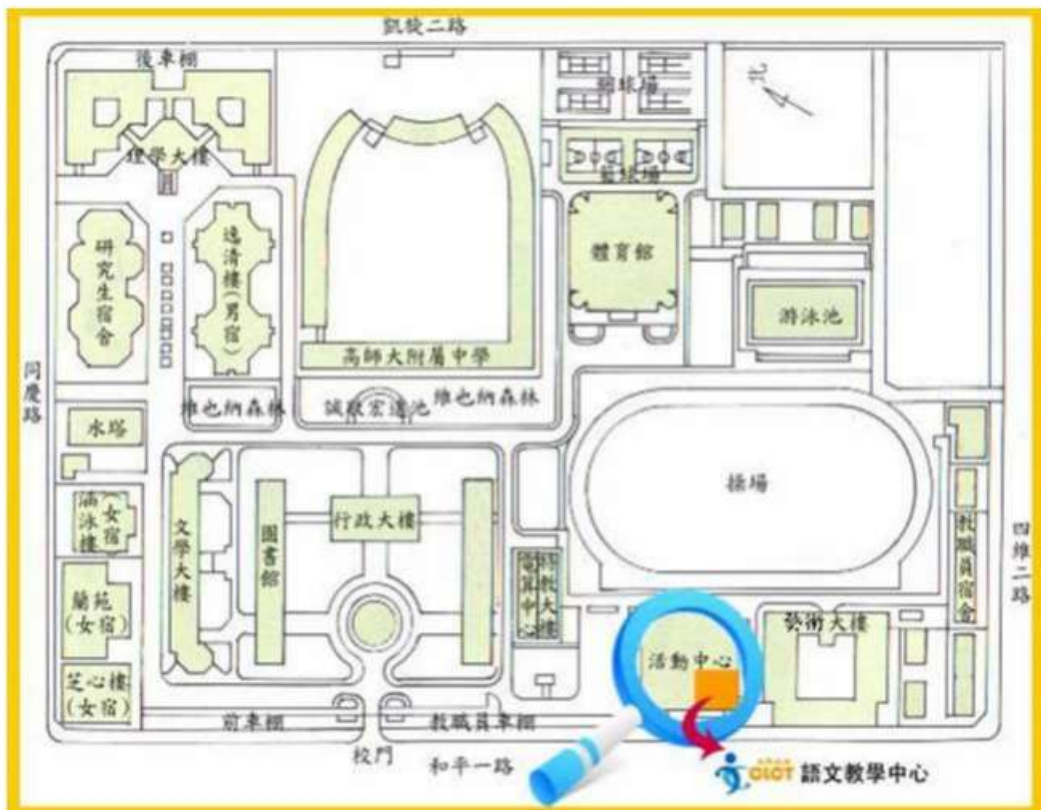 凱旋二路
後車棚
網球場
北
理學大樓
籃球場
研究生宿舍
逸清樓(男宿)
體育館
游泳池
高師大附屬中學
同慶路
維也納森林
誠敬宏遠池
維也納森林
水塔
操場
涵泳樓(女宿)
文學大樓
圖書館
行政大樓
電算中心
特教大樓
教職員宿舍
四維二路
蘭苑
(女宿)
活動中心
藝術大樓
芝心樓
(女宿)
前車棚
教職員車棚
校門
和平一路
CLCT 語文教學中心